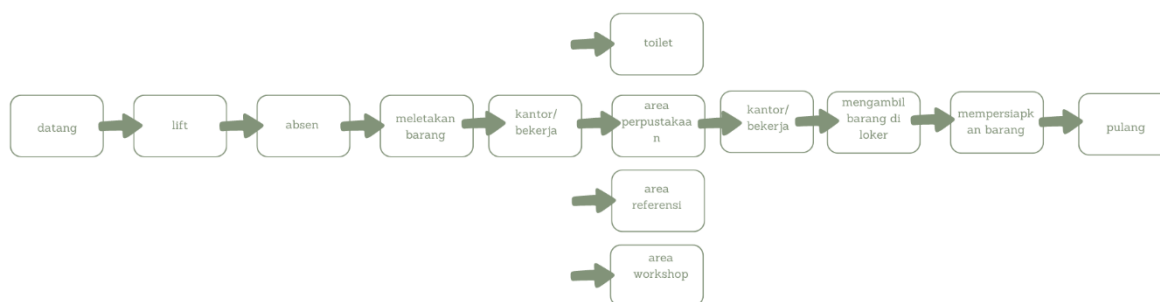 toilet
datang
lift
absen
meletakan
barang
kantor/
bekerja
area
perpustakaa
n
kantor/
bekerja
mengambil
barang di
loker
mempersiapk
an barang
pulang
area
referensi
area
workshop